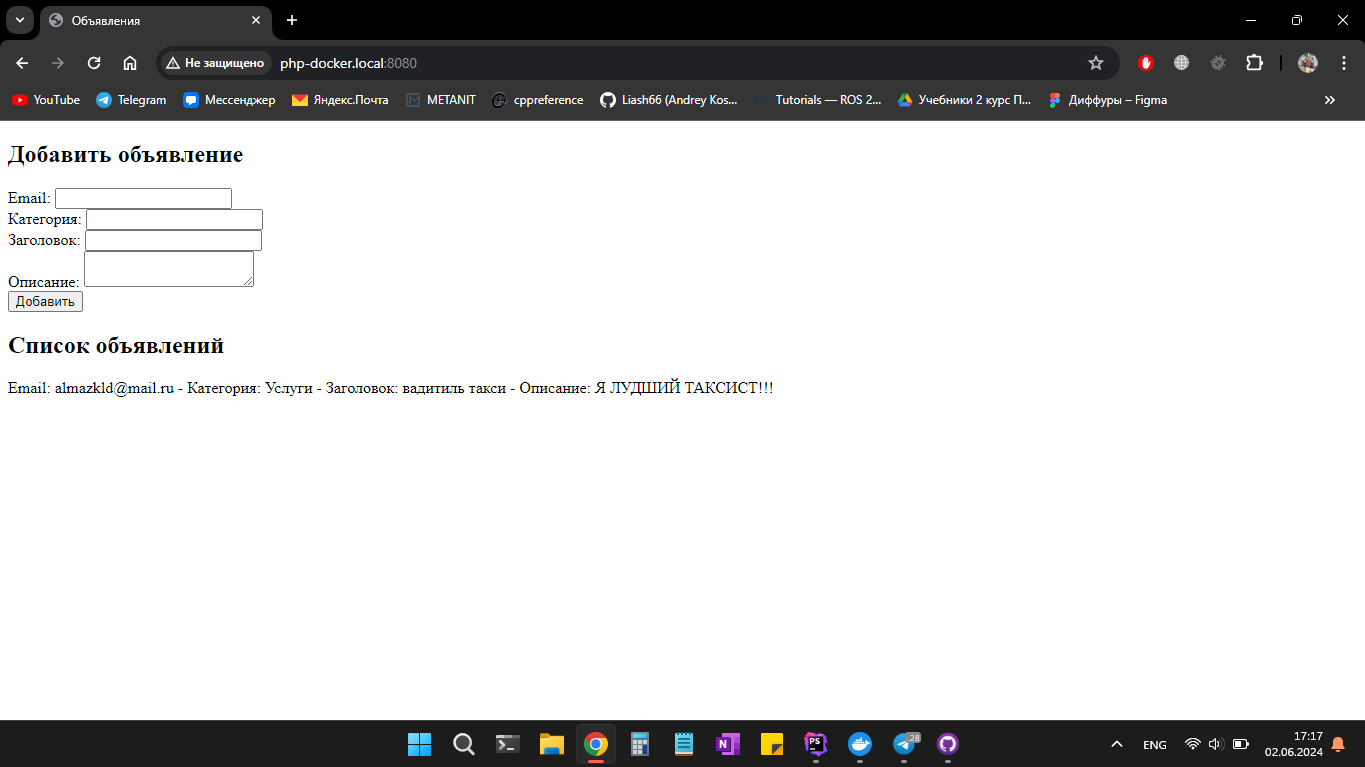 Объявления
Не защищено php-docker.local:8080
YouTube Telegram Мессенджер Яндекс.Почта METANIT cppreference Liash66 (Andrey Kos... Tutorials — ROS 2... Учебники 2 курс П... Диффуры – Figma
Добавить объявление
Email:
Категория:
Заголовок:
Описание:
Добавить
Список объявлений
Email: almazkld@mail.ru - Категория: Услуги - Заголовок: вадитиль такси - Описание: Я ЛУДШИЙ ТАКСИСТ!!!
PS 28 ENG 17:17
02.06.2024